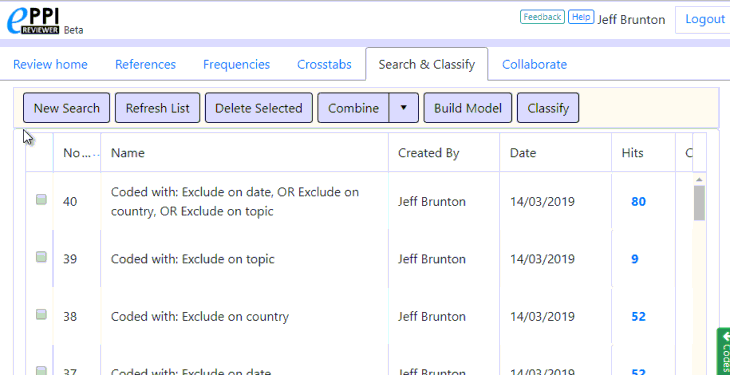 ePPI REVIEWER Beta
Feedback Help Jeff Brunton Logout
Review home References Frequencies Crosstabs Search & Classify Collaborate
New Search Refresh List Delete Selected Combine Build Model Classify
No... Name Created By Date Hits C
40 Coded with: Exclude on date, OR Exclude on
country, OR Exclude on topic Jeff Brunton 14/03/2019 80
39 Coded with: Exclude on topic Jeff Brunton 14/03/2019 9
38 Coded with: Exclude on country Jeff Brunton 14/03/2019 52
37 Coded with: Exclude on date Jeff Brunton 14/03/2019 52
Codes